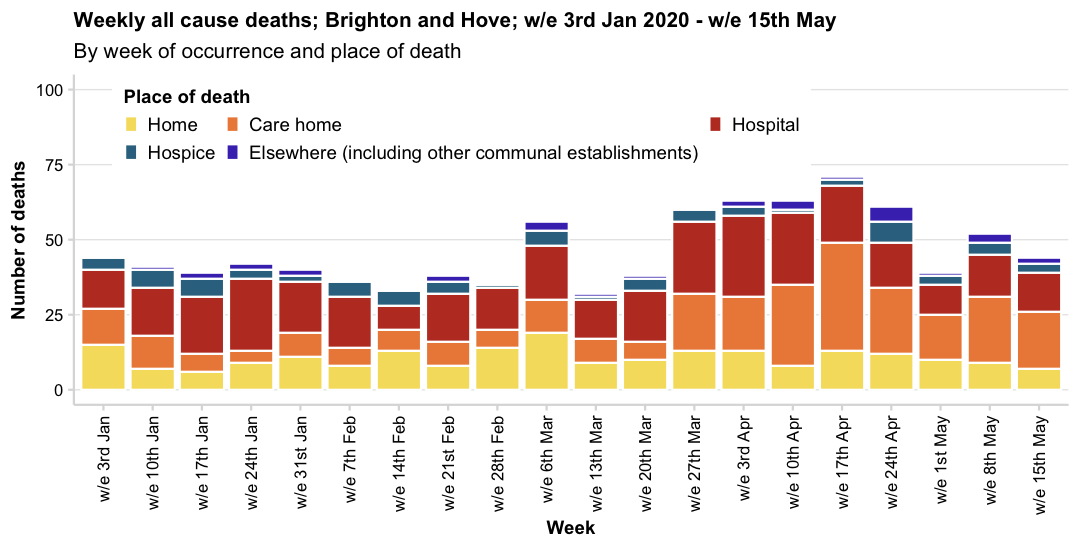 Weekly all cause deaths; Brighton and Hove; w/e 3rd Jan 2020 - w/e 15th May
By week of occurrence and place of death
Number of deaths
100
75
50
25
0
Place of death
Home
Care home
Hospital
Hospice
Elsewhere (including other communal establishments)
w/e 3rd Jan
w/e 10th Jan
w/e 17th Jan
w/e 24th Jan
w/e 31st Jan
w/e 7th Feb
w/e 14th Feb
w/e 21st Feb
w/e 28th Feb
w/e 6th Mar
w/e 13th Mar
w/e 20th Mar
w/e 27th Mar
w/e 3rd Apr
w/e 10th Apr
w/e 17th Apr
w/e 24th Apr
w/e 1st May
w/e 8th May
w/e 15th May
Week